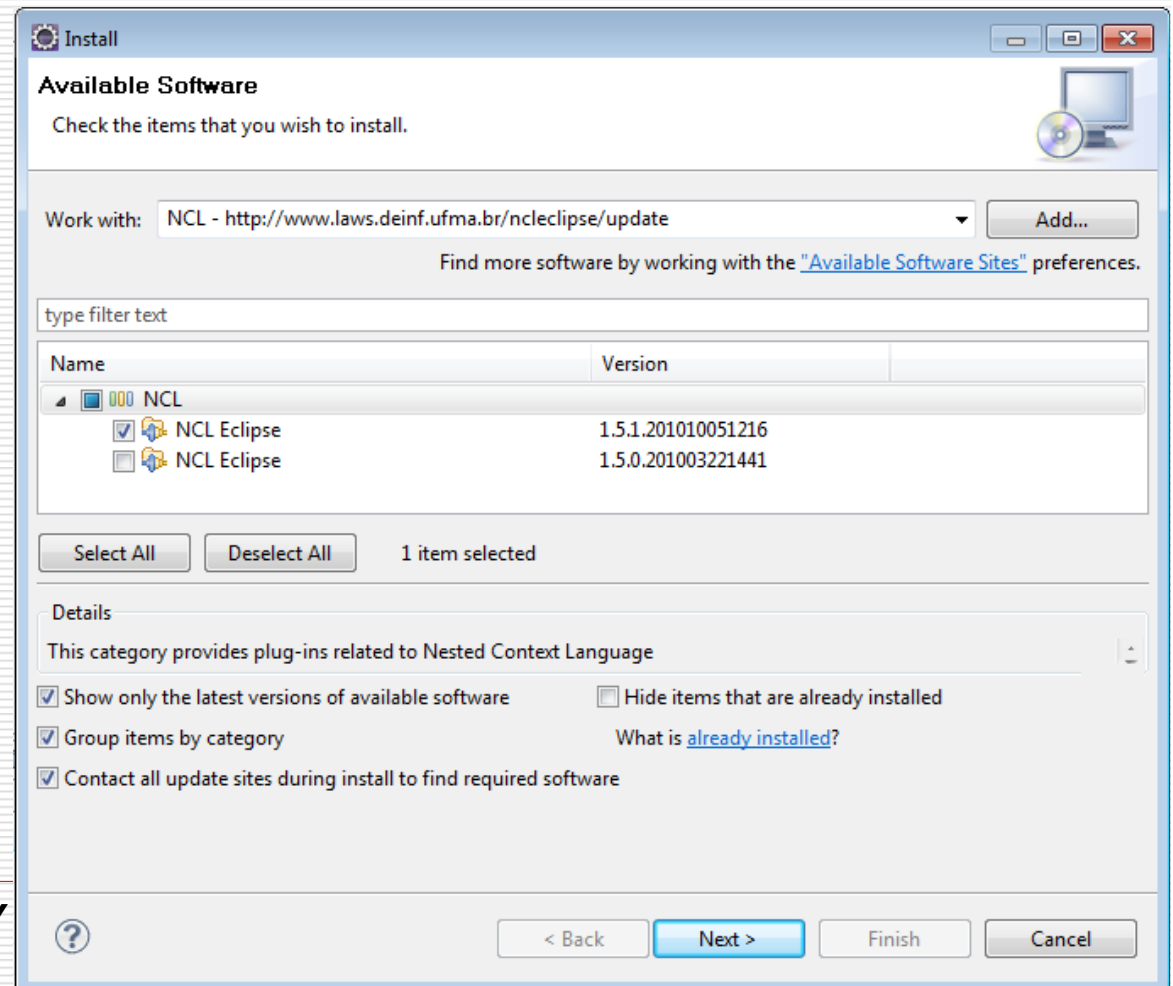 Install
Available Software
Check the items that you wish to install.
Work with: NCL - http://www.laws.deinf.ufma.br/ncleclipse/update Add...
Find more software by working with the "Available Software Sites" preferences.
type filter text
Name Version
NCL
NCL Eclipse 1.5.1.201010051216
NCL Eclipse 1.5.0.201003221441
Select All Deselect All 1 item selected
Details
This category provides plug-ins related to Nested Context Language
Show only the latest versions of available software Hide items that are already installed
Group items by category What is already installed?
Contact all update sites during install to find required software
< Back Next > Finish Cancel